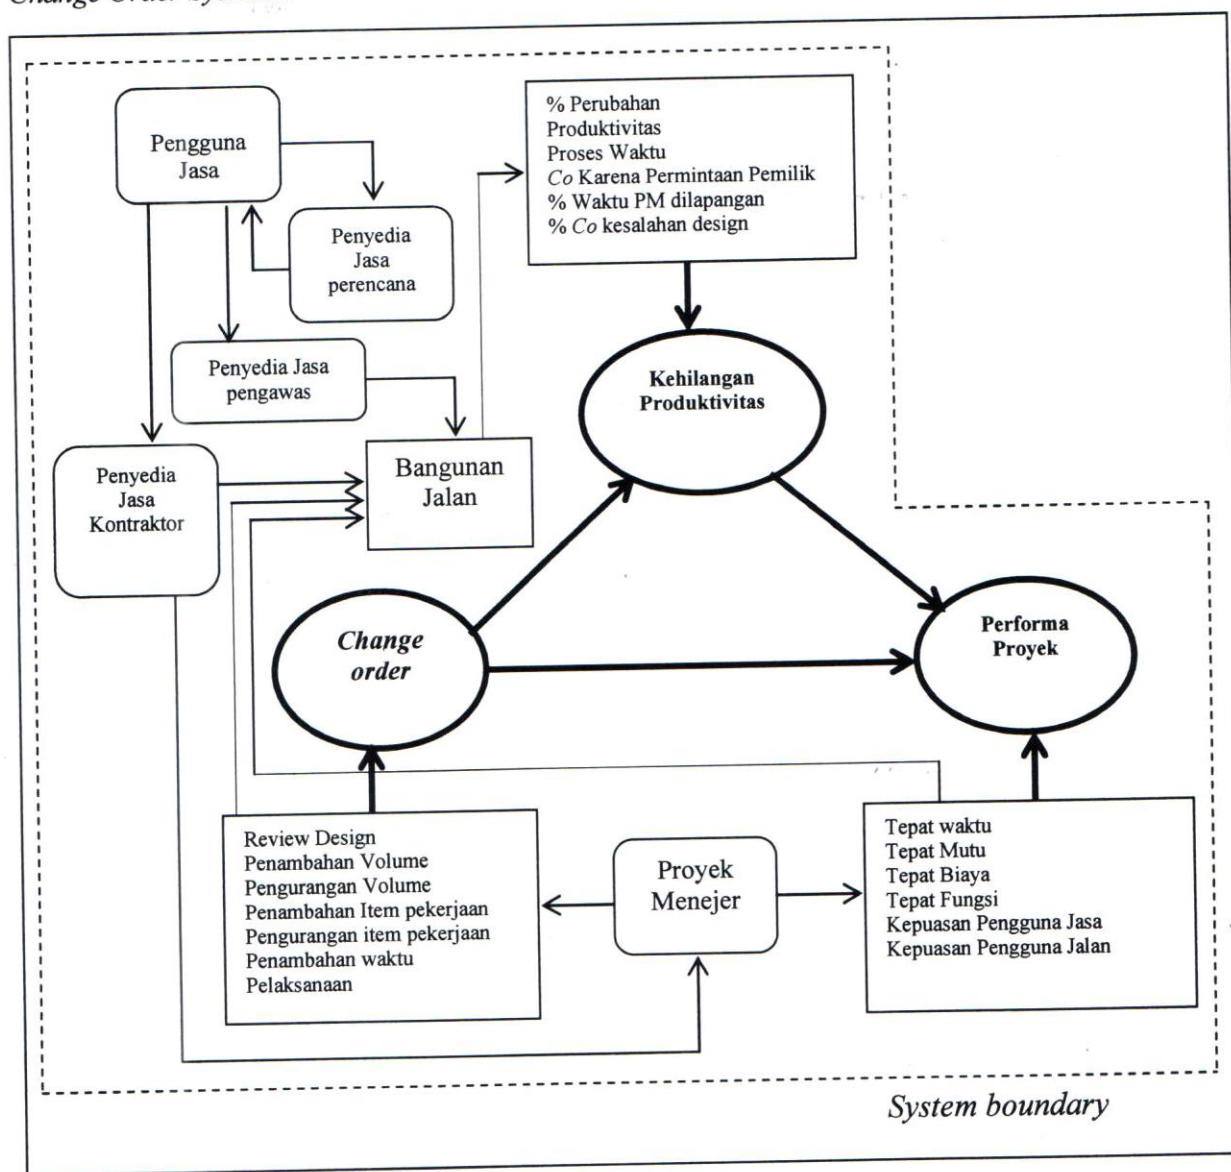 Change Order
Pengguna
Jasa
% Perubahan
Produktivitas
Proses Waktu
Co Karena Permintaan Pemilik
% Waktu PM dilapangan
% Co kesalahan design
Penyedia
Jasa
perencana
Penyedia Jasa
pengawas
Kehilangan
Produktivitas
Penyedia
Jasa
Kontraktor
Bangunan
Jalan
Change
order
Performa
Proyek
Review Design
Penambahan Volume
Pengurangan Volume
Penambahan Item pekerjaan
Pengurangan item pekerjaan
Penambahan waktu
Pelaksanaan
Proyek
Menejer
Tepat waktu
Tepat Mutu
Tepat Biaya
Tepat Fungsi
Kepuasan Pengguna Jasa
Kepuasan Pengguna Jalan
System boundary